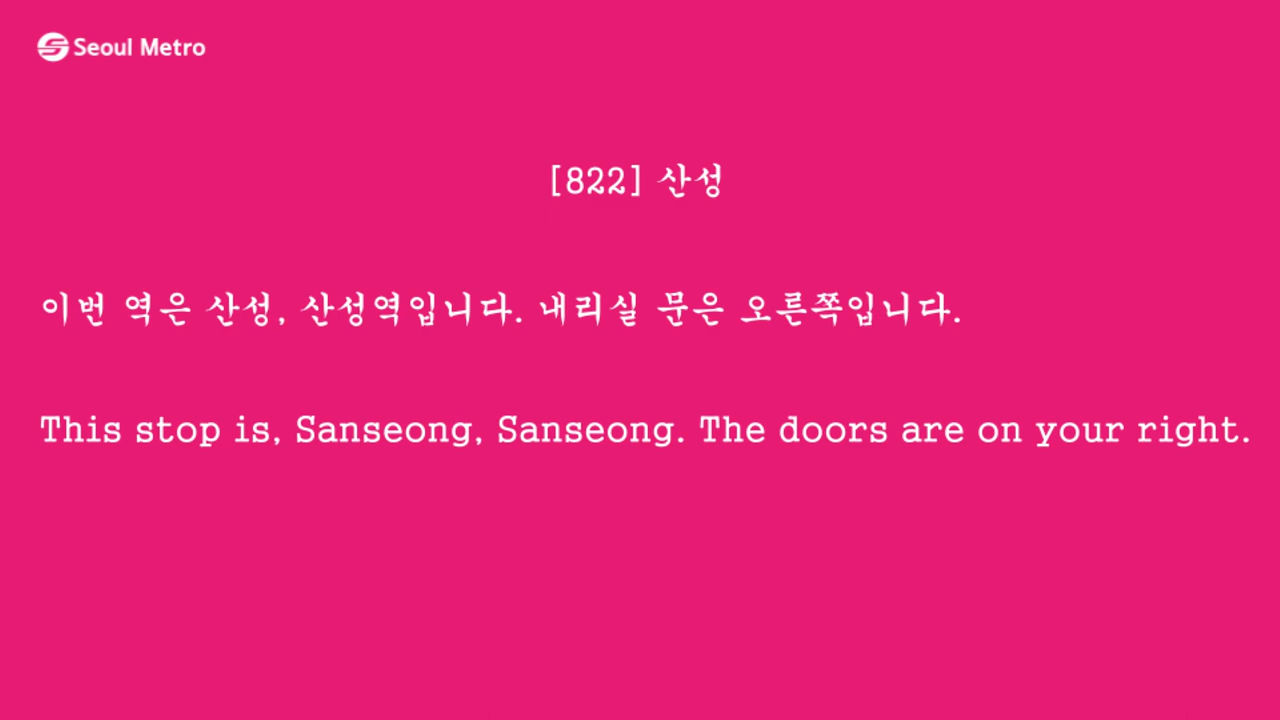 Seoul Metro
[822] 산성
이번 역은 산성, 산성역입니다. 내리실 문은 오른쪽입니다.
This stop is, Sanseong, Sanseong. The doors are on your right.